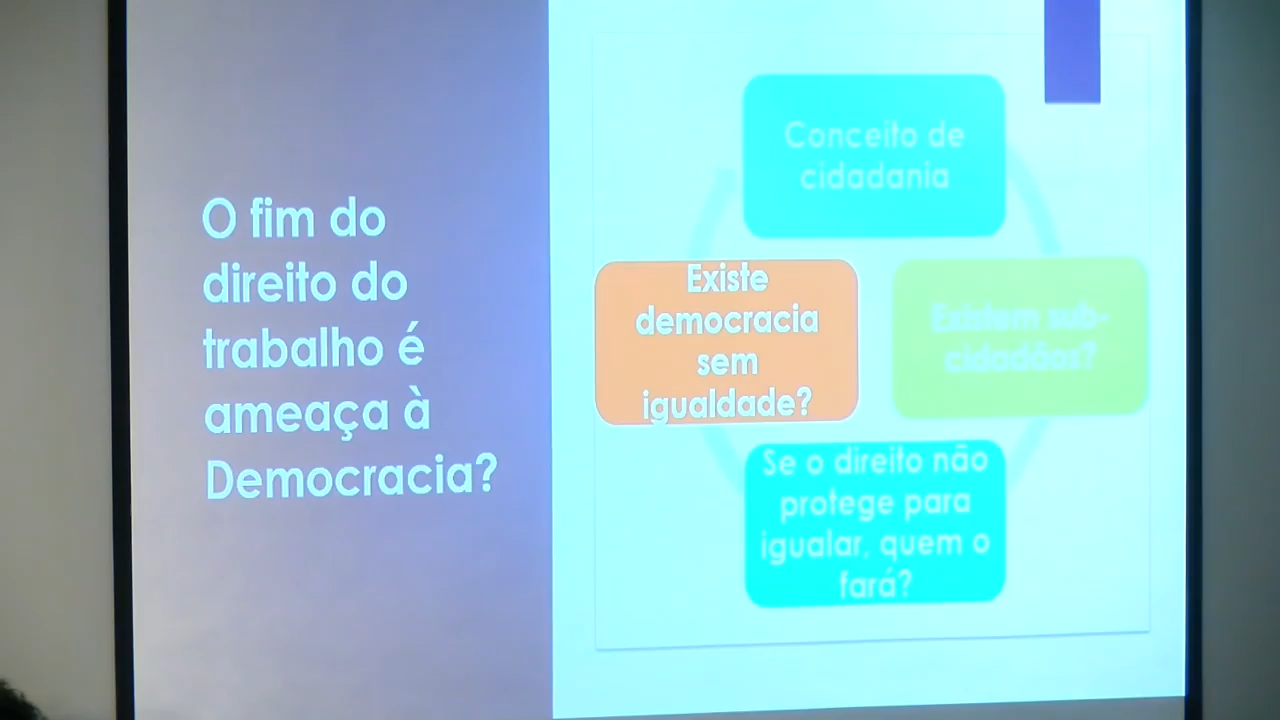 O fim do
direito do
trabalho é
ameaça à
Democracia?
Conceito de
cidadania
Existem sub-
cidadãos?
Se o direito não
protege para
igualar, quem o
fará?
Existe
democracia
sem
igualdade?